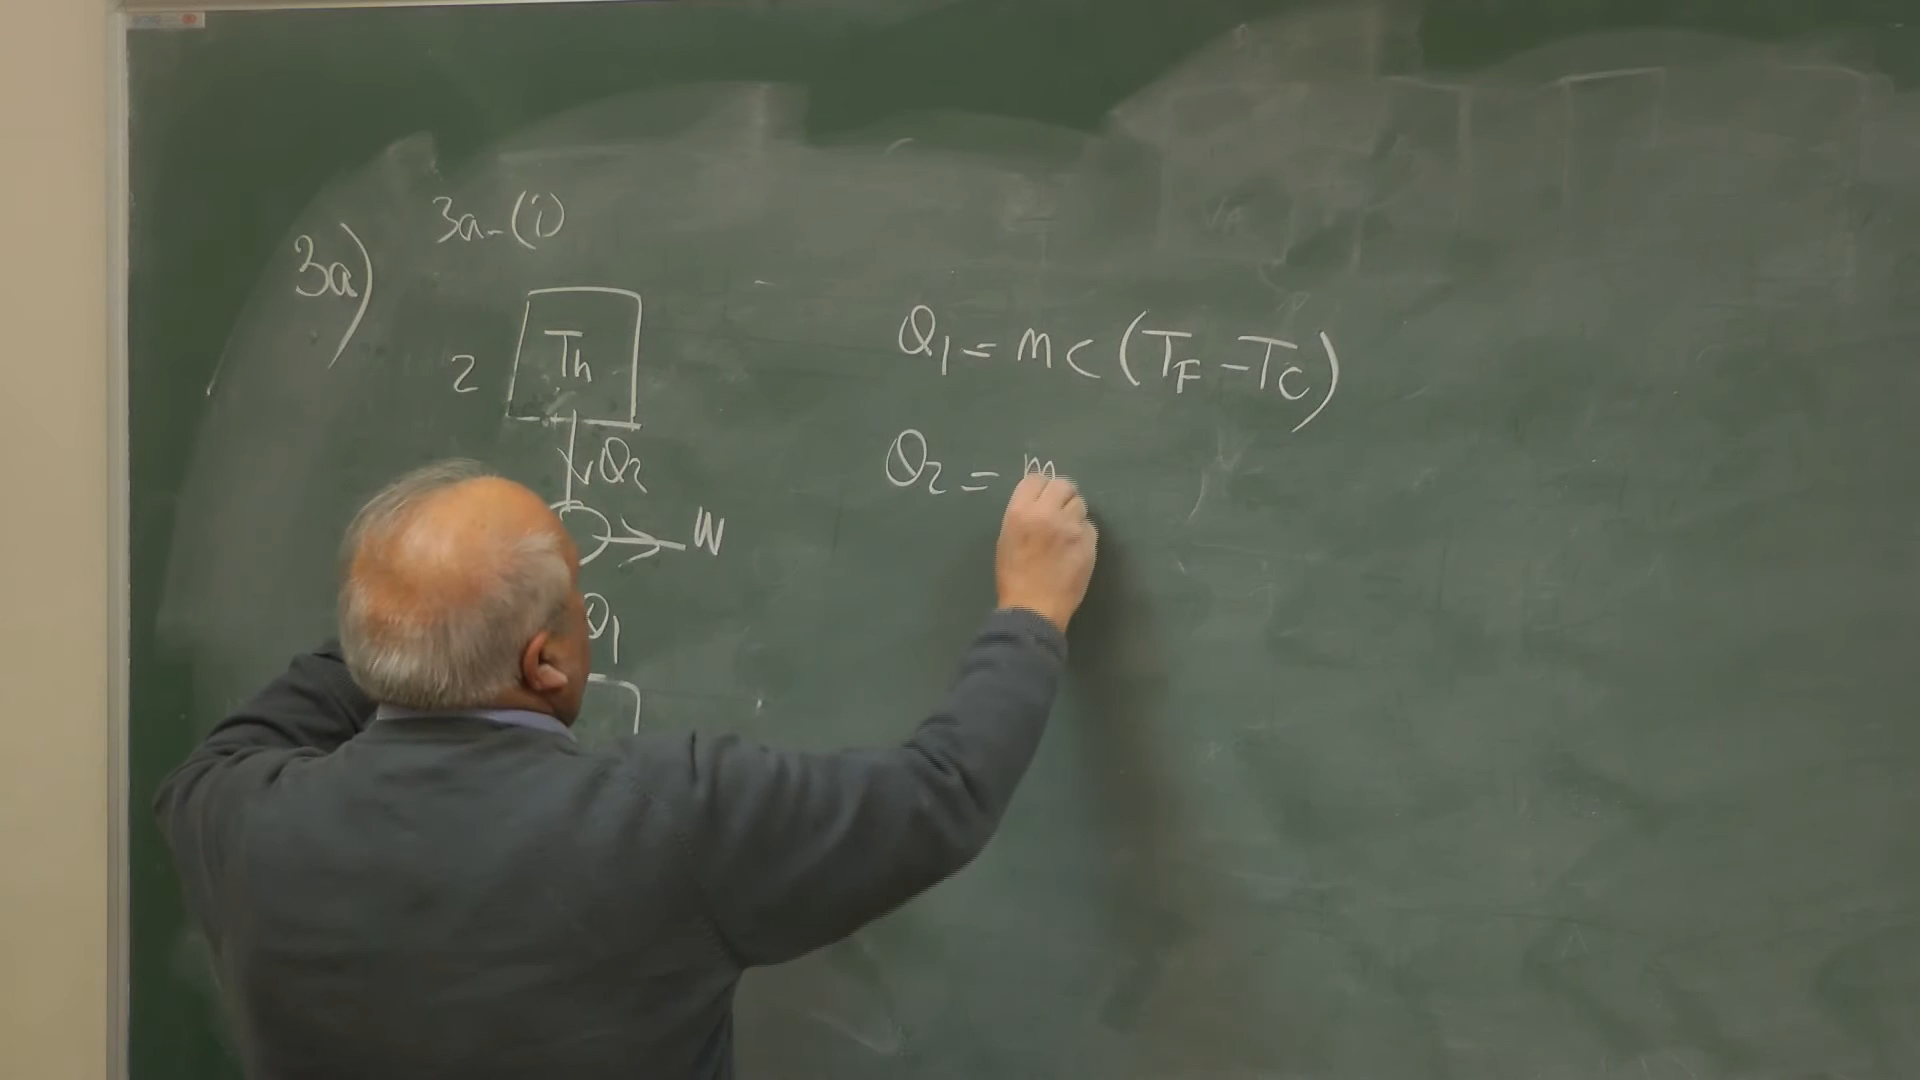 3a)
3a-(i)
2
Th
Q2
W
Q1
Q1 = mc(TF - TC)
Q2 = m